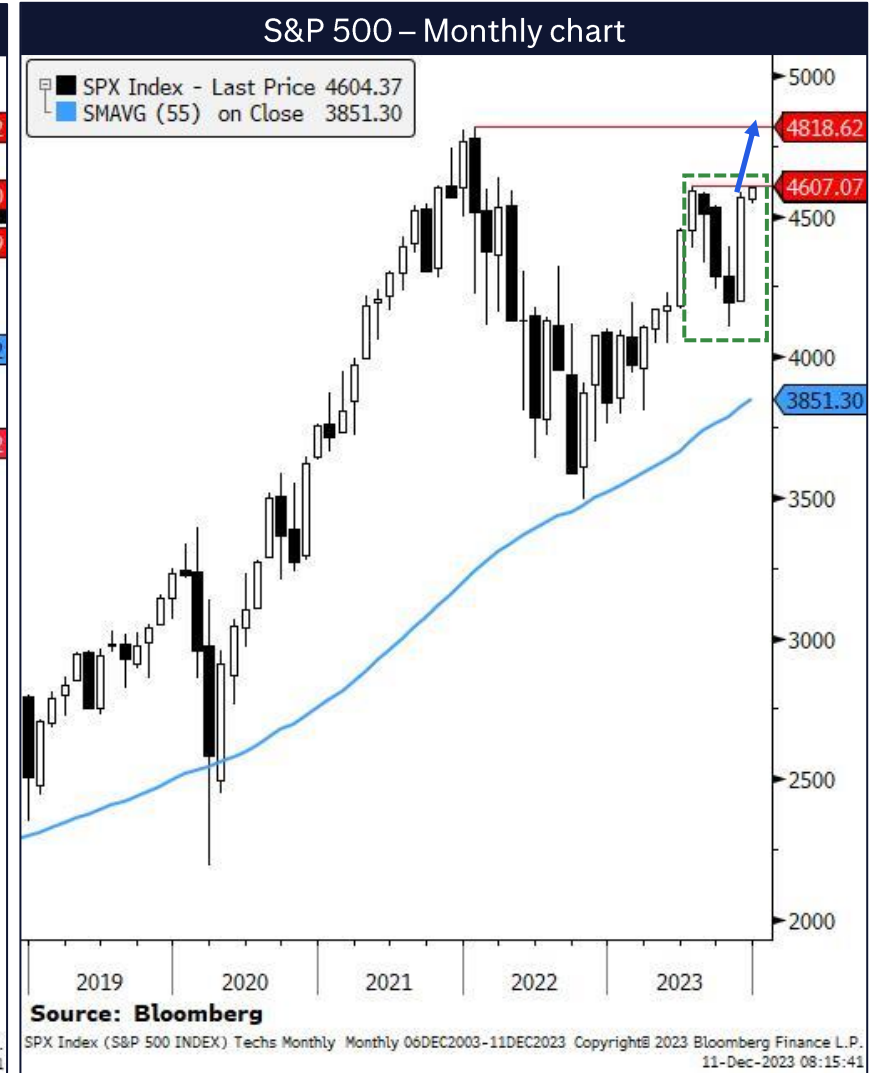 S&P 500 – Monthly chart
SPX Index - Last Price 4604.37
SMAVG (55) on Close 3851.30
5000
4818.62
4607.07
4500
4000
3851.30
3500
3000
2500
2000
2019 2020 2021 2022 2023
Source: Bloomberg
SPX Index (S&P 500 INDEX) Techs Monthly Monthly 06DEC2003-11DEC2023 Copyright© 2023 Bloomberg Finance L.P.
11-Dec-2023 08:15:41